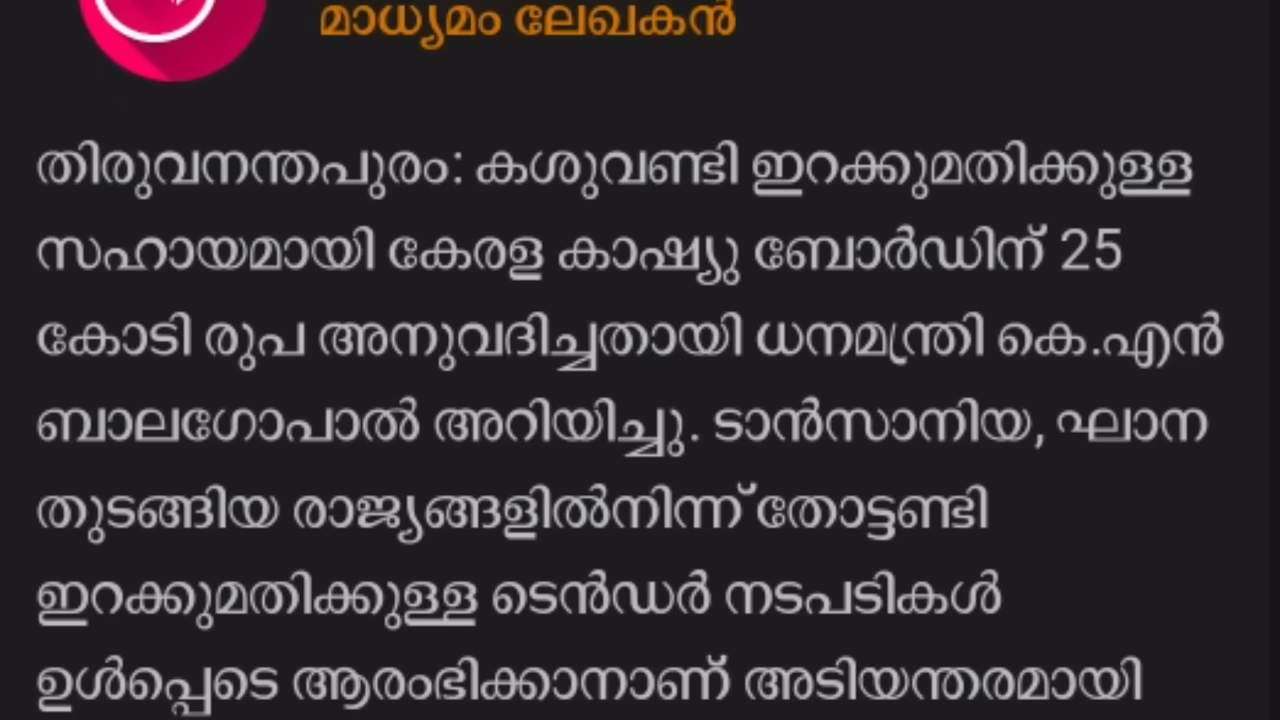 മാധ്യമം ലേഖകൻ
തിരുവനന്തപുരം: കശുവണ്ടി ഇറക്കുമതിക്കുള്ള
സഹായമായി കേരള കാഷ്യു ബോർഡിന് 25
കോടി രുപ അനുവദിച്ചതായി ധനമന്ത്രി കെ.എൻ
ബാലഗോപാൽ അറിയിച്ചു. ടാൻസാനിയ, ഘാന
തുടങ്ങിയ രാജ്യങ്ങളിൽനിന്ന് തോട്ടണ്ടി
ഇറക്കുമതിക്കുള്ള ടെൻഡർ നടപടികൾ
ഉൾപ്പെടെ ആരംഭിക്കാനാണ് അടിയന്തരമായി